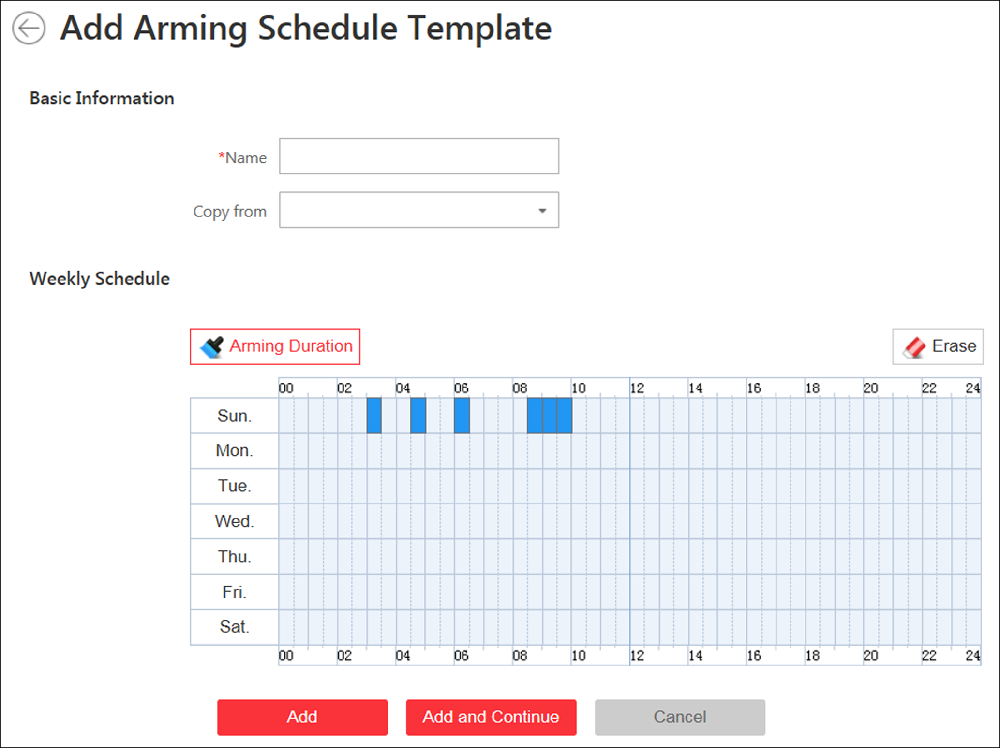 Add Arming Schedule Template
Basic Information
*Name
Copy from
Weekly Schedule
Arming Duration
Erase
00 02 04 06 08 10 12 14 16 18 20 22 24
Sun.
Mon.
Tue.
Wed.
Thu.
Fri.
Sat.
00 02 04 06 08 10 12 14 16 18 20 22 24
Add
Add and Continue
Cancel